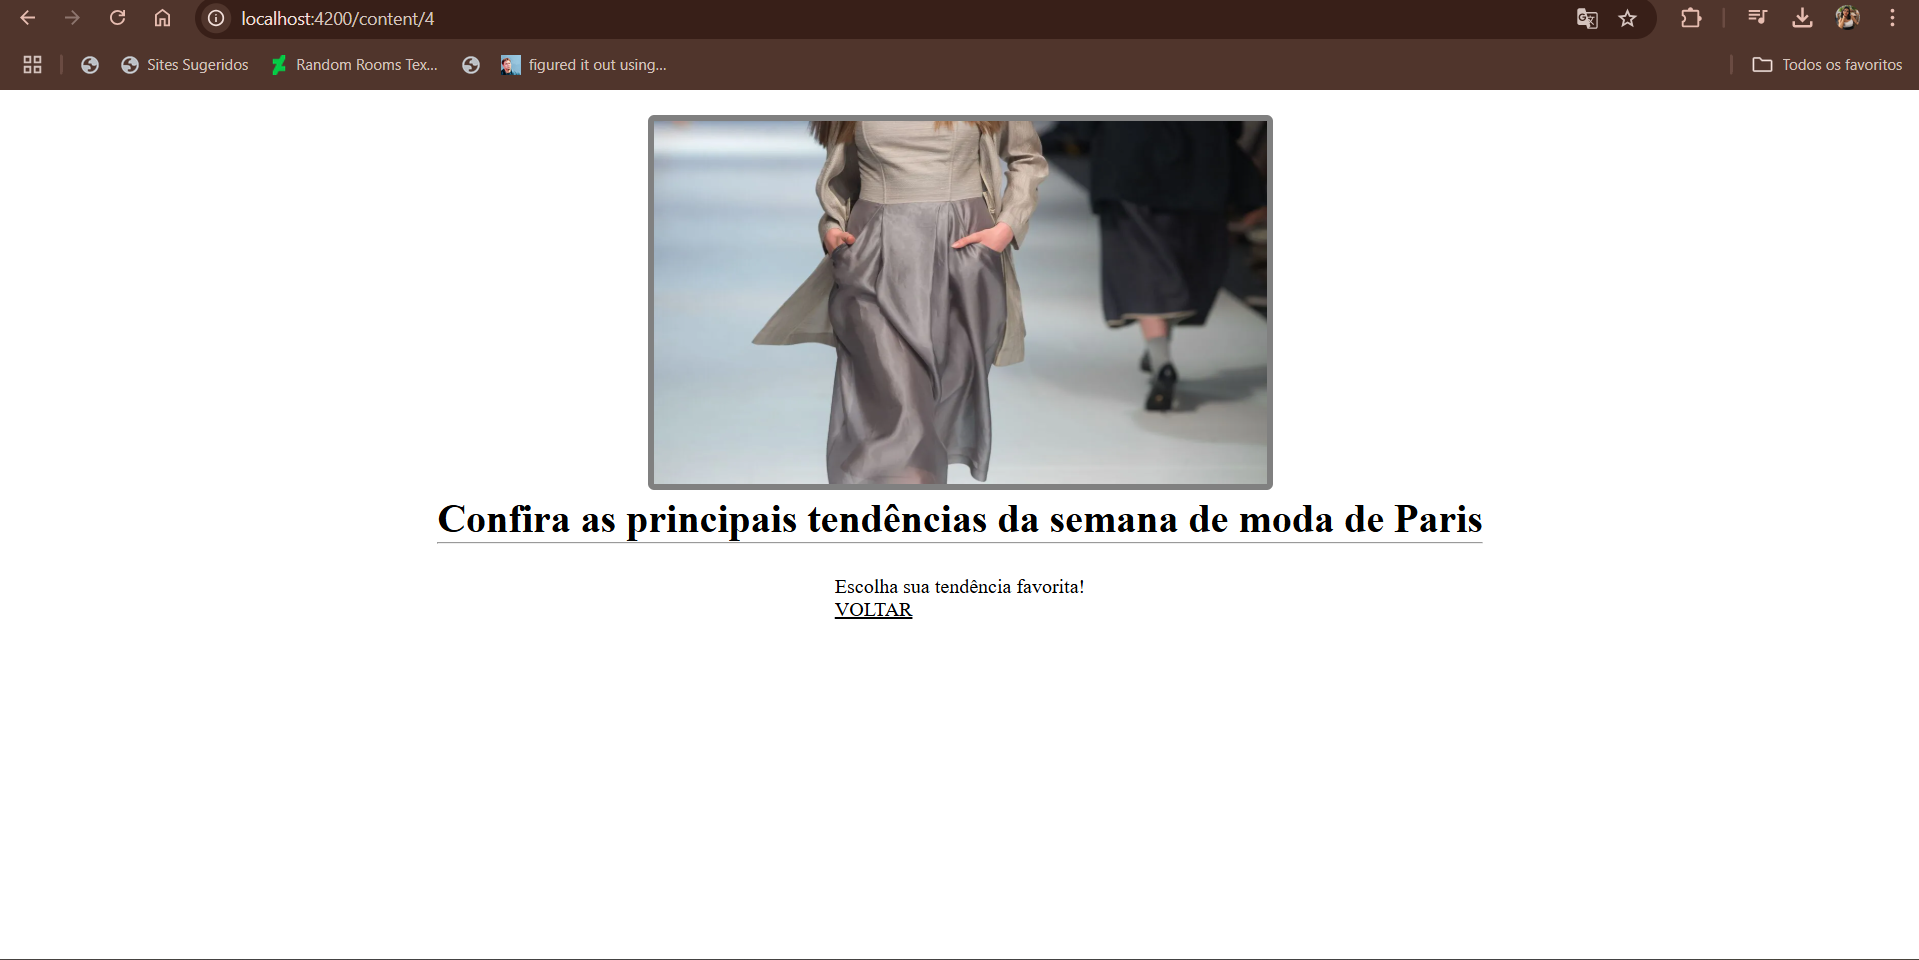 localhost:4200/content/4
Sites Sugeridos
Random Rooms Tex...
figured it out using...
Todos os favoritos
Confira as principais tendências da semana de moda de Paris
Escolha sua tendência favorita!
VOLTAR